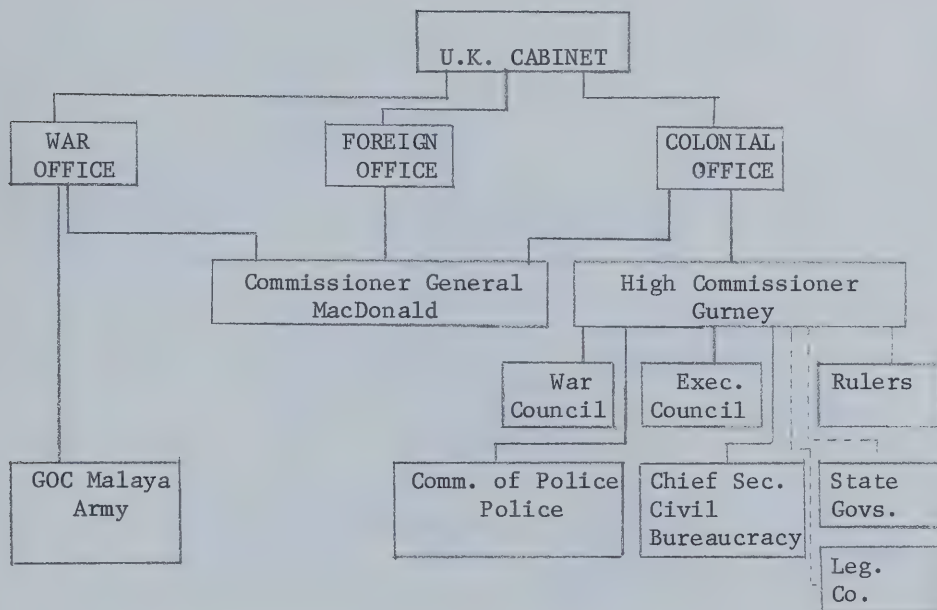 U.K. CABINET
WAR
OFFICE
FOREIGN
OFFICE
COLONIAL
OFFICE
Commissioner General
MacDonald
High Commissioner
Gurney
War
Council
Exec.
Council
Rulers
GOC Malaya
Army
Comm. of Police
Police
Chief Sec.
Civil
Bureaucracy
State
Govs.
Leg.
Co.